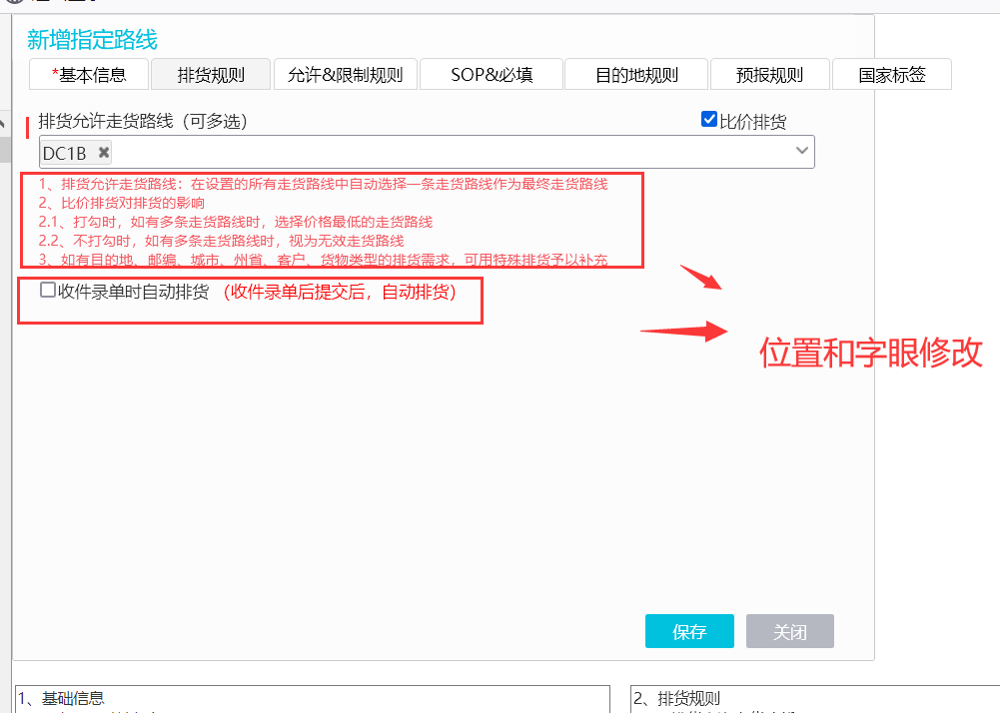 新增指定路线
*基本信息 排货规则 允许&限制规则 SOP&必填 目的地规则 预报规则 国家标签
排货允许走货路线（可多选） 比价排货
DC1B
1、排货允许走货路线：在设置的所有走货路线中自动选择一条走货路线作为最终走货路线
2、比价排货对排货的影响
2.1、打勾时，如有多条走货路线时，选择价格最低的走货路线
2.2、不打勾时，如有多条走货路线时，视为无效走货路线
3、如有目的地、邮编、城市、州省、客户、货物类型的排货需求，可用特殊排货予以补充
收件录单时自动排货 （收件录单后提交后，自动排货）
位置和字眼修改
保存 关闭
1、基础信息 2、排货规则